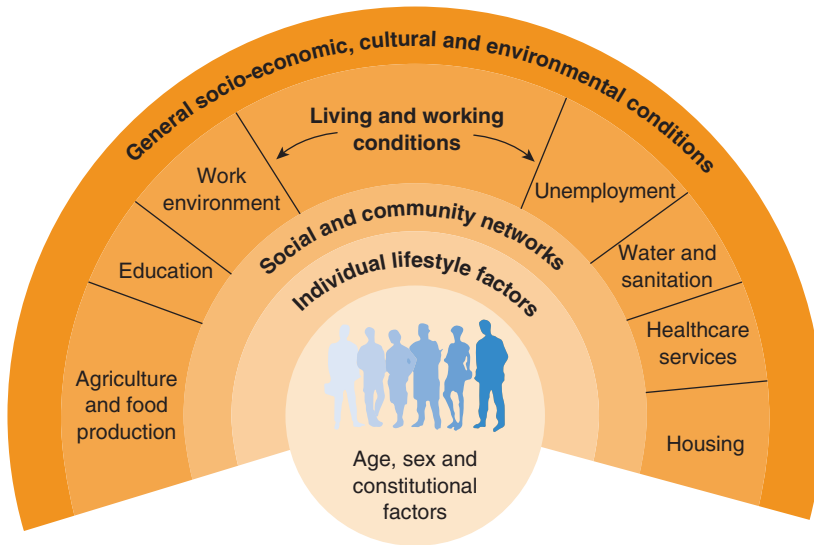 General socio-economic, cultural and environmental conditions
Living and working
conditions
Work
environment
Unemployment
Social and community networks
Education
Water and
sanitation
Individual lifestyle factors
Healthcare
services
Agriculture
and food
production
Housing
Age, sex and
constitutional
factors